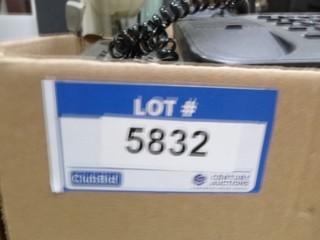 LOT #
5832
ClubBid
CENTURY
AUCTIONS